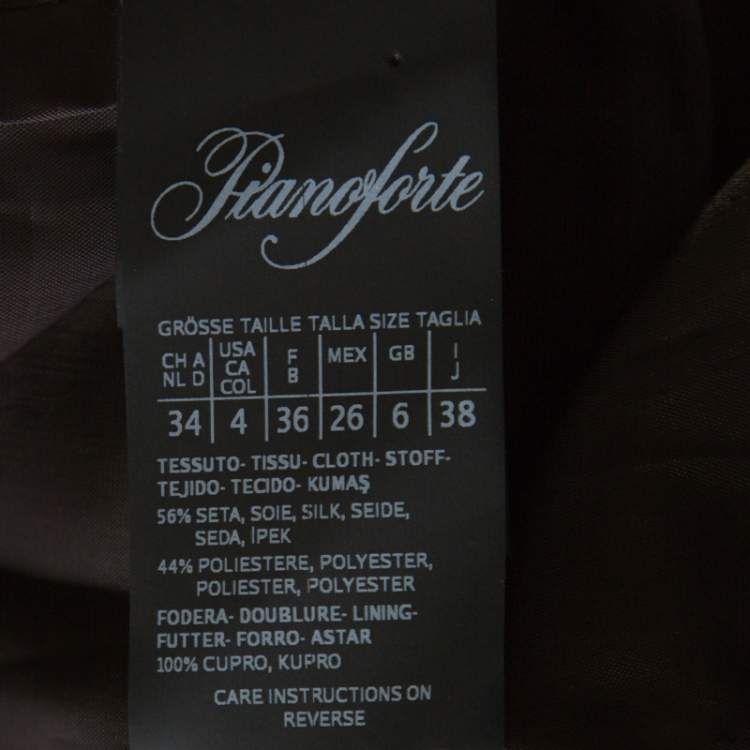 Pianoforte
GRÖSSE TAILLE TALLA SIZE TAGLIA
CH A NL D | USA CA COL | F B | MEX | GB | I J
34 | 4 | 36 | 26 | 6 | 38
TESSUTO- TISSU- CLOTH- STOFF-
TEJIDO- TECIDO- KUMAŞ
56% SETA, SOIE, SILK, SEIDE,
SEDA, İPEK
44% POLIESTERE, POLYESTER,
POLIESTER, POLYESTER
FODERA- DOUBLURE- LINING-
FUTTER- FORRO- ASTAR
100% CUPRO, KUPRO
CARE INSTRUCTIONS ON
REVERSE